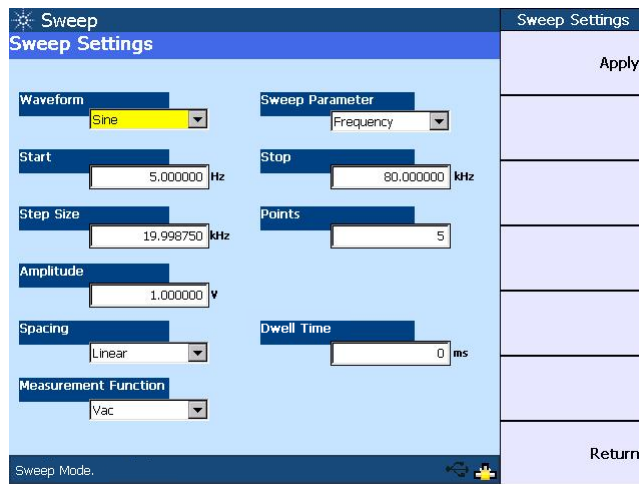 Sweep
Sweep Settings
Sweep Settings
Apply
Waveform
Sine
Sweep Parameter
Frequency
Start
5.000000 Hz
Stop
80.000000 kHz
Step Size
19.998750 kHz
Points
5
Amplitude
1.000000 V
Spacing
Linear
Dwell Time
0 ms
Measurement Function
Vac
Sweep Mode.
Return